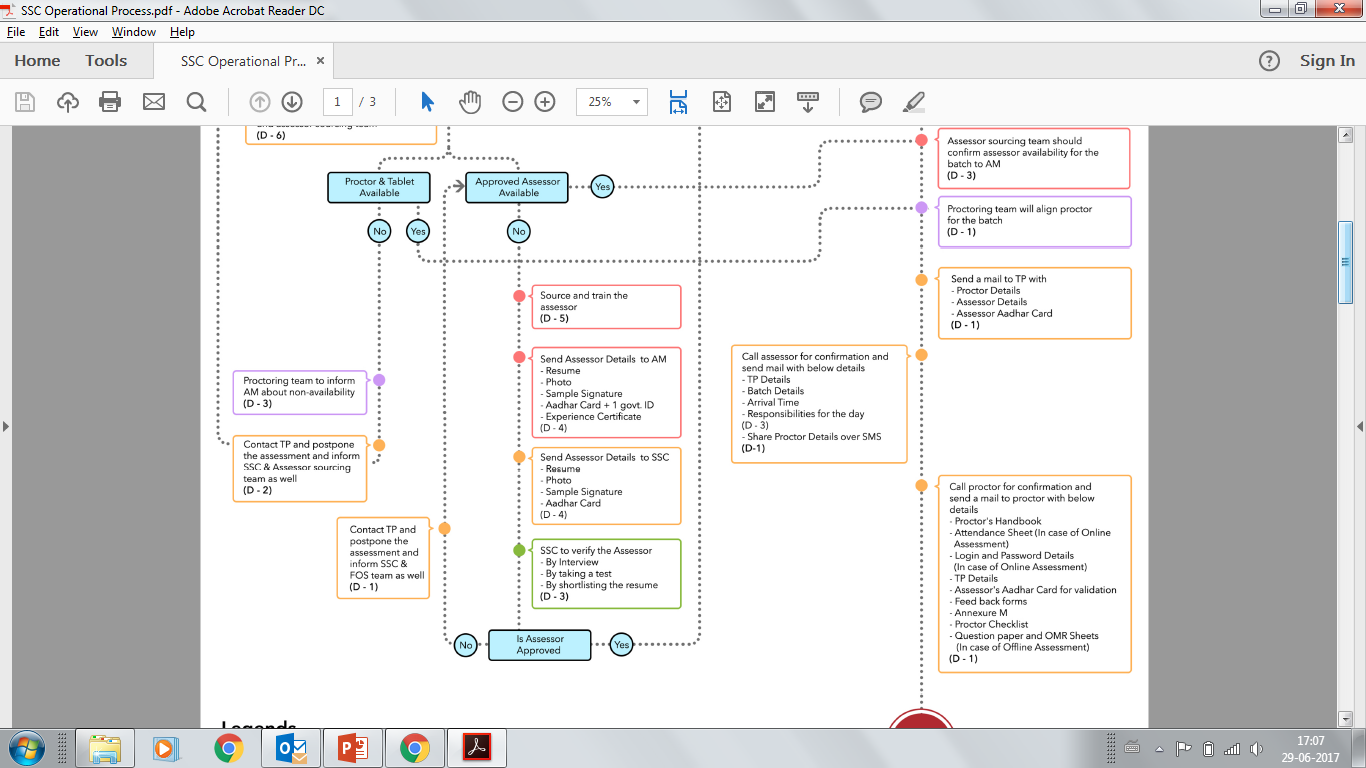 SSC Operational Process.pdf - Adobe Acrobat Reader DC
File Edit View Window Help
Home Tools SSC Operational Pr... × ? Sign In
1 / 3 25%
(D - 6)
Proctor & Tablet
Available
Approved Assessor
Available
Yes
No
Yes
No
Assessor sourcing team should
confirm assessor availability for the
batch to AM
(D - 3)
Proctoring team will align proctor
for the batch
(D - 1)
Send a mail to TP with
- Proctor Details
- Assessor Details
- Assessor Aadhar Card
(D - 1)
Source and train the
assessor
(D - 5)
Send Assessor Details to AM
- Resume
- Photo
- Sample Signature
- Aadhar Card + 1 govt. ID
- Experience Certificate
(D - 4)
Call assessor for confirmation and
send mail with below details
- TP Details
- Batch Details
- Arrival Time
- Responsibilities for the day
(D - 3)
- Share Proctor Details over SMS
(D-1)
Proctoring team to inform
AM about non-availability
(D - 3)
Contact TP and postpone
the assessment and inform
SSC & Assessor sourcing
team as well
(D - 2)
Send Assessor Details to SSC
- Resume
- Photo
- Sample Signature
- Aadhar Card
(D - 4)
Call proctor for confirmation and
send a mail to proctor with below
details
- Proctor's Handbook
- Attendance Sheet (In case of Online
Assessment)
- Login and Password Details
(In case of Online Assessment)
- TP Details
- Assessor's Aadhar Card for validation
- Feed back forms
- Annexure M
- Proctor Checklist
- Question paper and OMR Sheets
(In case of Offline Assessment)
(D - 1)
Contact TP and
postpone the
assessment and
inform SSC &
FOS team as well
(D - 1)
SSC to verify the Assessor
- By Interview
- By taking a test
- By shortlisting the resume
(D - 3)
No
Is Assessor
Approved
Yes
Legends
17:07
29-06-2017